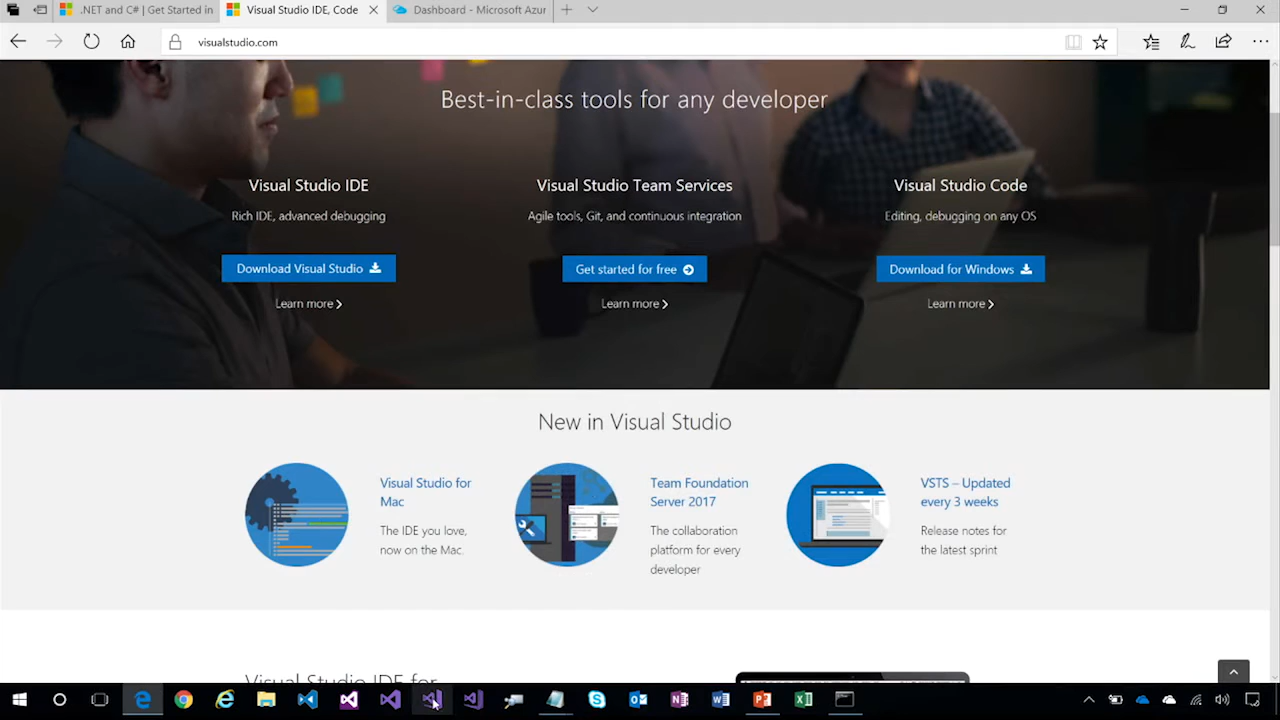 .NET and C# | Get Started in
Visual Studio IDE, Code
Dashboard - Microsoft Azur
visualstudio.com
Best-in-class tools for any developer
Visual Studio IDE
Rich IDE, advanced debugging
Download Visual Studio
Learn more
Visual Studio Team Services
Agile tools, Git, and continuous integration
Get started for free
Learn more
Visual Studio Code
Editing, debugging on any OS
Download for Windows
Learn more
New in Visual Studio
Visual Studio for
Mac
The IDE you love,
now on the Mac
Team Foundation
Server 2017
The collaboration
platform for every
developer
VSTS – Updated
every 3 weeks
Release notes for
the latest sprint
Visual Studio IDE for